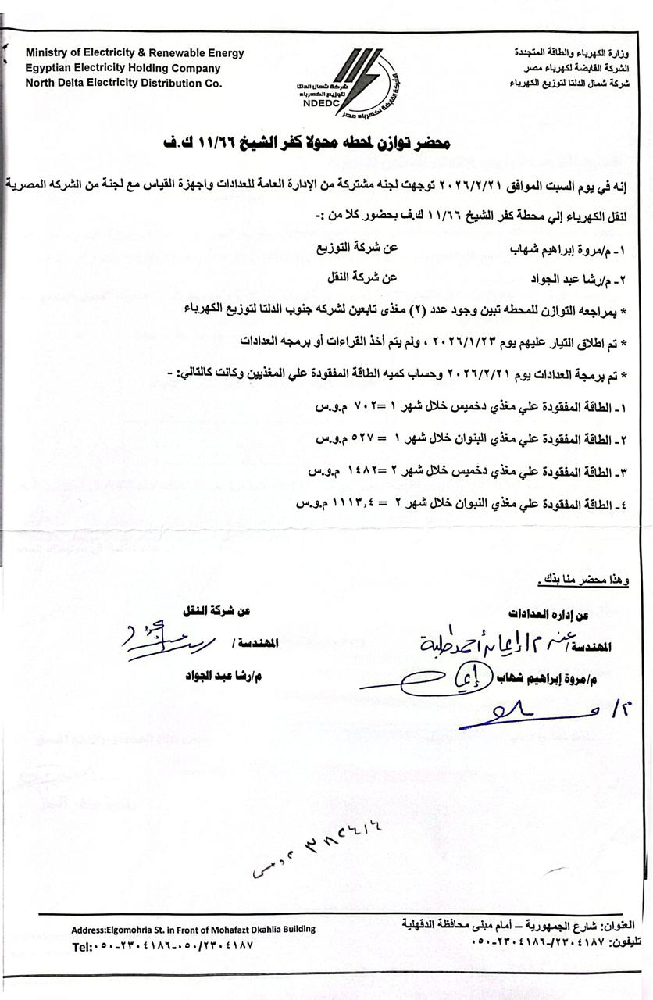 Ministry of Electricity & Renewable Energy
Egyptian Electricity Holding Company
North Delta Electricity Distribution Co.
شركة شمال الدلتا
لتوزيع الكهرباء
NDEDC
الشركة القابضة لكهرباء مصر
وزارة الكهرباء والطاقة المتجددة
الشركة القابضة لكهرباء مصر
شركة شمال الدلتا لتوزيع الكهرباء
محضر توازن لمحطه محولا كفر الشيخ ١١/٦٦ ك.ف
إنه في يوم السبت الموافق ٢٠٢٦/٢/٢١ توجهت لجنه مشتركة من الإدارة العامة للعدادات واجهزة القياس مع لجنة من الشركه المصرية
لنقل الكهرباء إلي محطة كفر الشيخ ١١/٦٦ ك.ف بحضور كلا من :-
١- م/مروة إبراهيم شهاب عن شركة التوزيع
٢- م/رشا عبد الجواد عن شركة النقل
* بمراجعه التوازن للمحطه تبين وجود عدد (٢) مغذى تابعين لشركه جنوب الدلتا لتوزيع الكهرباء
* تم اطلاق التيار عليهم يوم ٢٠٢٦/١/٢٣ ، ولم يتم أخذ القراءات أو برمجه العدادات
* تم برمجة العدادات يوم ٢٠٢٦/٢/٢١ وحساب كميه الطاقة المفقودة علي المغذيين وكانت كالتالي: -
١- الطاقة المفقودة علي مغذي دخميس خلال شهر ١ =٧٠٢ م.و.س
٢- الطاقة المفقودة علي مغذي البنوان خلال شهر ١ = ٥٢٧ م.و.س
٣- الطاقة المفقودة علي مغذي دخميس خلال شهر ٢ =١٤٨٢ م.و.س
٤- الطاقة المفقودة علي مغذي النبوان خلال شهر ٢ = ١١١٣,٤ م.و.س
وهذا محضر منا بذك .
عن إداره العدادات
المهندسة/ عنه م/ إيمان أحمد طلبة
م/مروة إبراهيم شهاب
عن شركة النقل
المهندسة /
م/رشا عبد الجواد
م/
م.و.س
Address:Elgomohria St. in Front of Mohafazt Dkahlia Building
Tel:٠٥٠-٢٣٠٤١٨٦-٠٥٠/٢٣٠٤١٨٧
العنوان: شارع الجمهورية – أمام مبنى محافظة الدقهلية
تليفون: ٢٣٠٤١٨٧/-٢٣٠٤١٨٦-٠٥٠